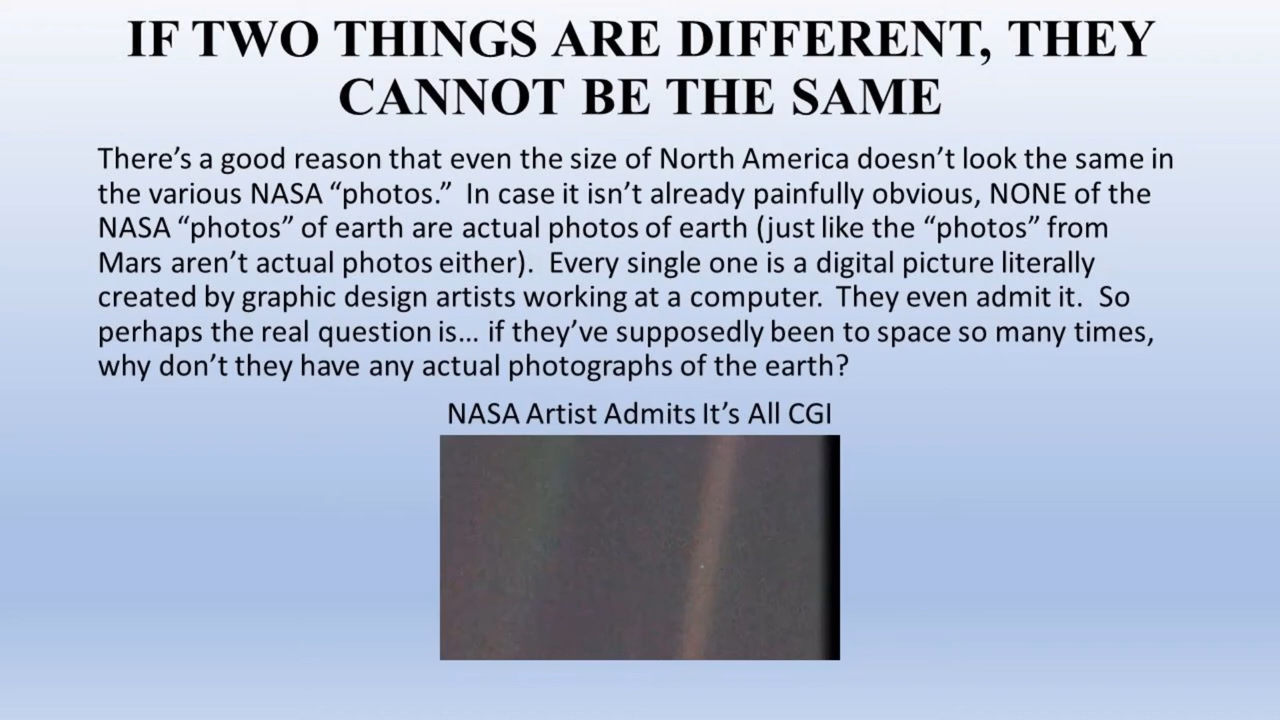 IF TWO THINGS ARE DIFFERENT, THEY
CANNOT BE THE SAME
There’s a good reason that even the size of North America doesn’t look the same in
the various NASA “photos.”  In case it isn’t already painfully obvious, NONE of the
NASA “photos” of earth are actual photos of earth (just like the “photos” from
Mars aren’t actual photos either).  Every single one is a digital picture literally
created by graphic design artists working at a computer.  They even admit it.  So
perhaps the real question is… if they’ve supposedly been to space so many times,
why don’t they have any actual photographs of the earth?
NASA Artist Admits It’s All CGI